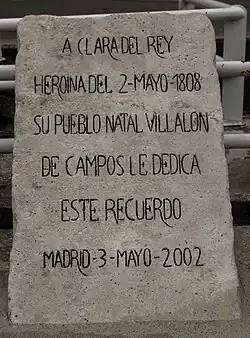 A CLARA DEL REY
HEROINA DEL 2-MAYO-1808
SU PUEBLO NATAL VILLALON
DE CAMPOS LE DEDICA
ESTE RECUERDO
MADRID-3-MAYO-2002